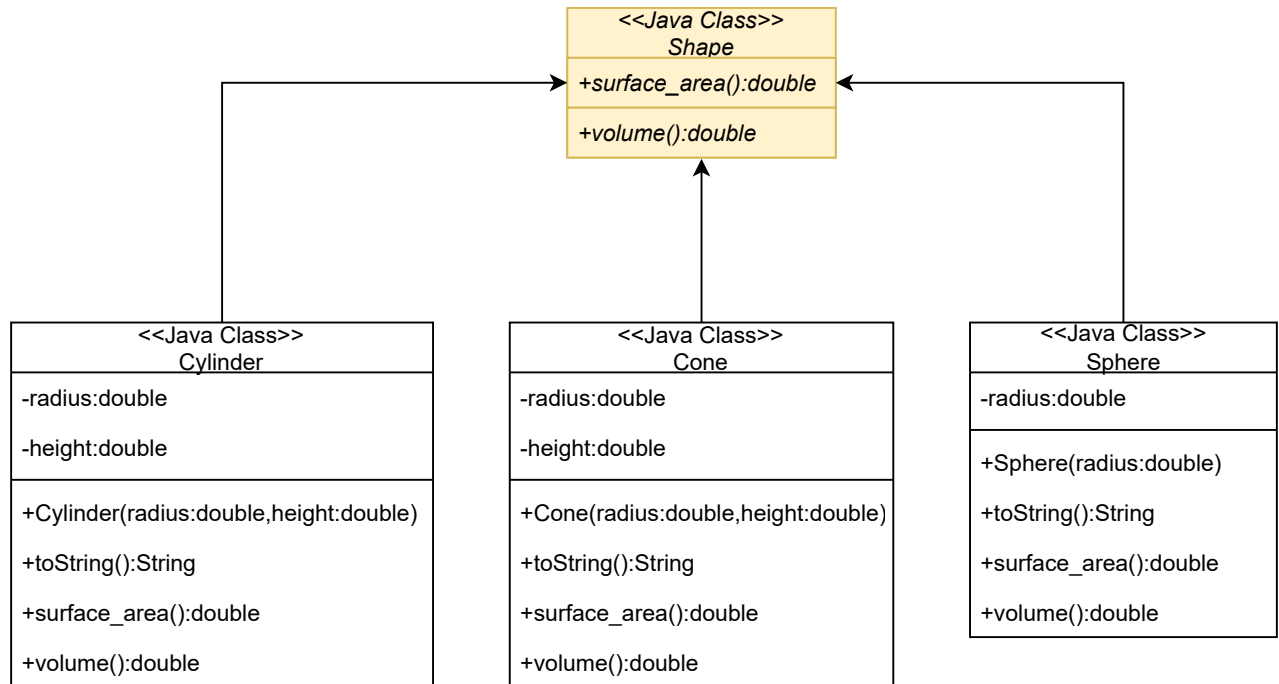 <<Java Class>>
Shape
+surface_area():double
+volume():double
<<Java Class>>
Cylinder
-radius:double
-height:double
+Cylinder(radius:double,height:double)
+toString():String
+surface_area():double
+volume():double
<<Java Class>>
Cone
-radius:double
-height:double
+Cone(radius:double,height:double)
+toString():String
+surface_area():double
+volume():double
<<Java Class>>
Sphere
-radius:double
+Sphere(radius:double)
+toString():String
+surface_area():double
+volume():double